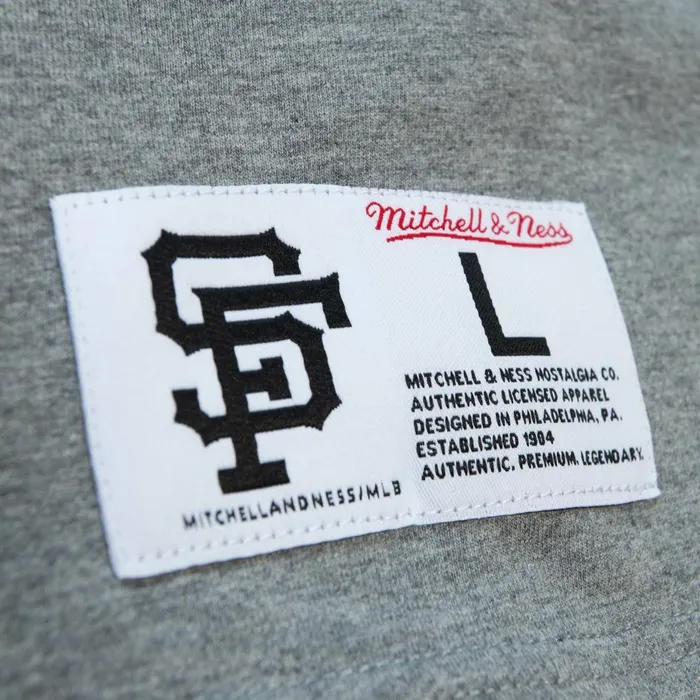 SF
MITCHELLANDNESS/MLB
Mitchell & Ness
L
MITCHELL & NESS NOSTALGIA CO.
AUTHENTIC LICENSED APPAREL
DESIGNED IN PHILADELPHIA, PA.
ESTABLISHED 1904
AUTHENTIC. PREMIUM. LEGENDARY.